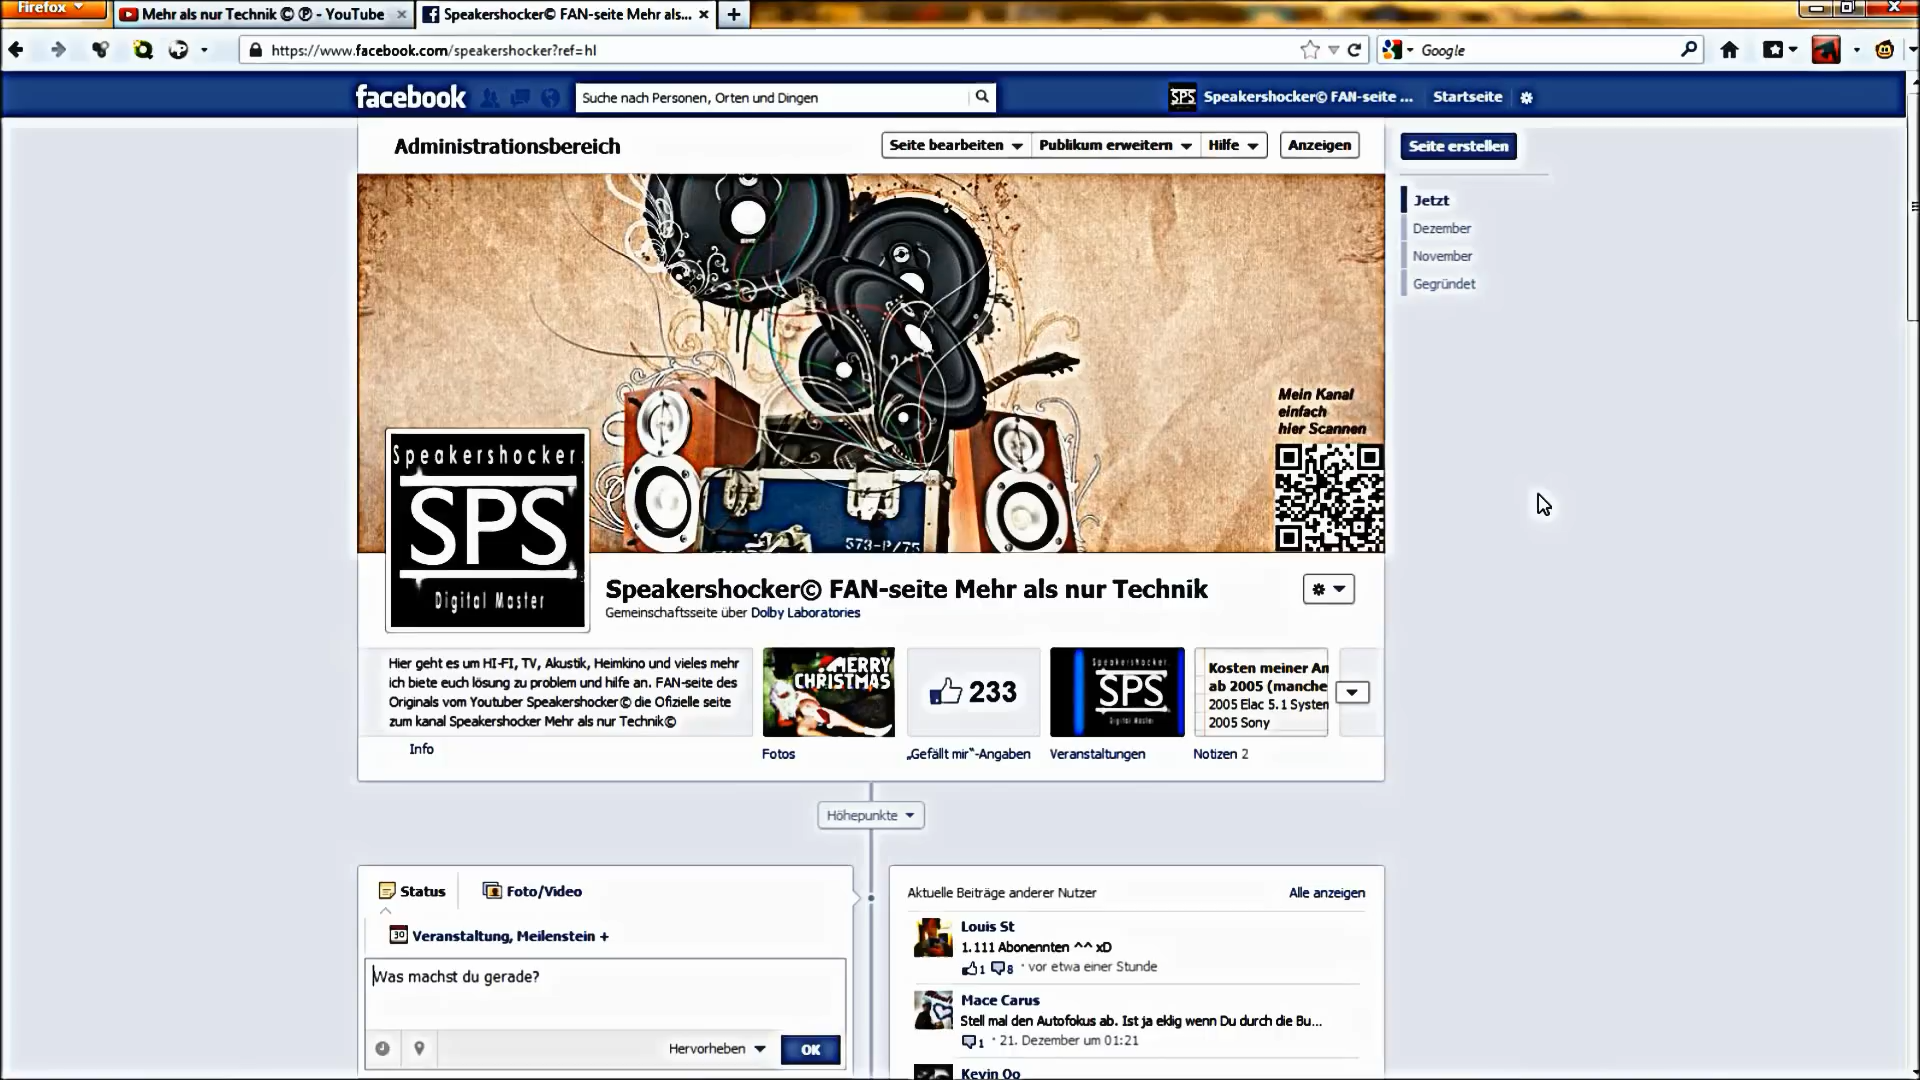 Firefox
Mehr als nur Technik © ℗ - YouTube
Speakershocker© FAN-seite Mehr als...
https://www.facebook.com/speakershocker?ref=hl
Google
facebook
Suche nach Personen, Orten und Dingen
SPS
Speakershocker© FAN-seite ...
Startseite
Administrationsbereich
Seite bearbeiten
Publikum erweitern
Hilfe
Anzeigen
Seite erstellen
Jetzt
Dezember
November
Gegründet
Mein Kanal
einfach
hier Scannen
573-P/75
Speakershocker.
SPS
Digital Master
Speakershocker© FAN-seite Mehr als nur Technik
Gemeinschaftsseite über Dolby Laboratories
Hier geht es um HI-FI, TV, Akustik, Heimkino und vieles mehr
ich biete euch lösung zu problem und hilfe an. FAN-seite des
Originals vom Youtuber Speakershocker© die Ofizielle seite
zum kanal Speakershocker Mehr als nur Technik©
Info
MERRY
CHRISTMAS
Fotos
233
„Gefällt mir“-Angaben
Speakershocker.
SPS
Digital Master
Veranstaltungen
Kosten meiner An
ab 2005 (manche
2005 Elac 5.1 System
2005 Sony
Notizen 2
Höhepunkte
Status
Foto/Video
30
Veranstaltung, Meilenstein +
Was machst du gerade?
Hervorheben
OK
Aktuelle Beiträge anderer Nutzer
Alle anzeigen
Louis St
1.111 Abonennten ^^ xD
1 8 · vor etwa einer Stunde
Mace Carus
Stell mal den Autofokus ab. Ist ja eklig wenn Du durch die Bu...
1 · 21. Dezember um 01:21
Kevin Oo